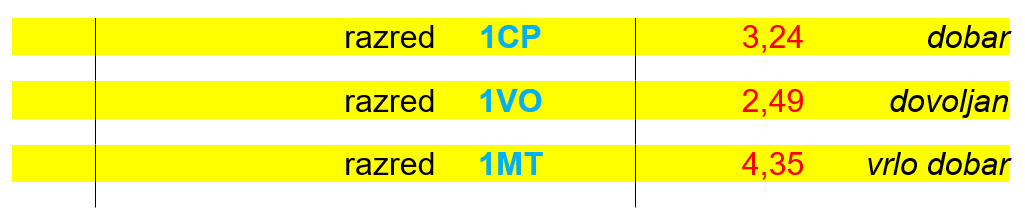 razred 1CP 3,24 dobar
razred 1VO 2,49 dovoljan
razred 1MT 4,35 vrlo dobar